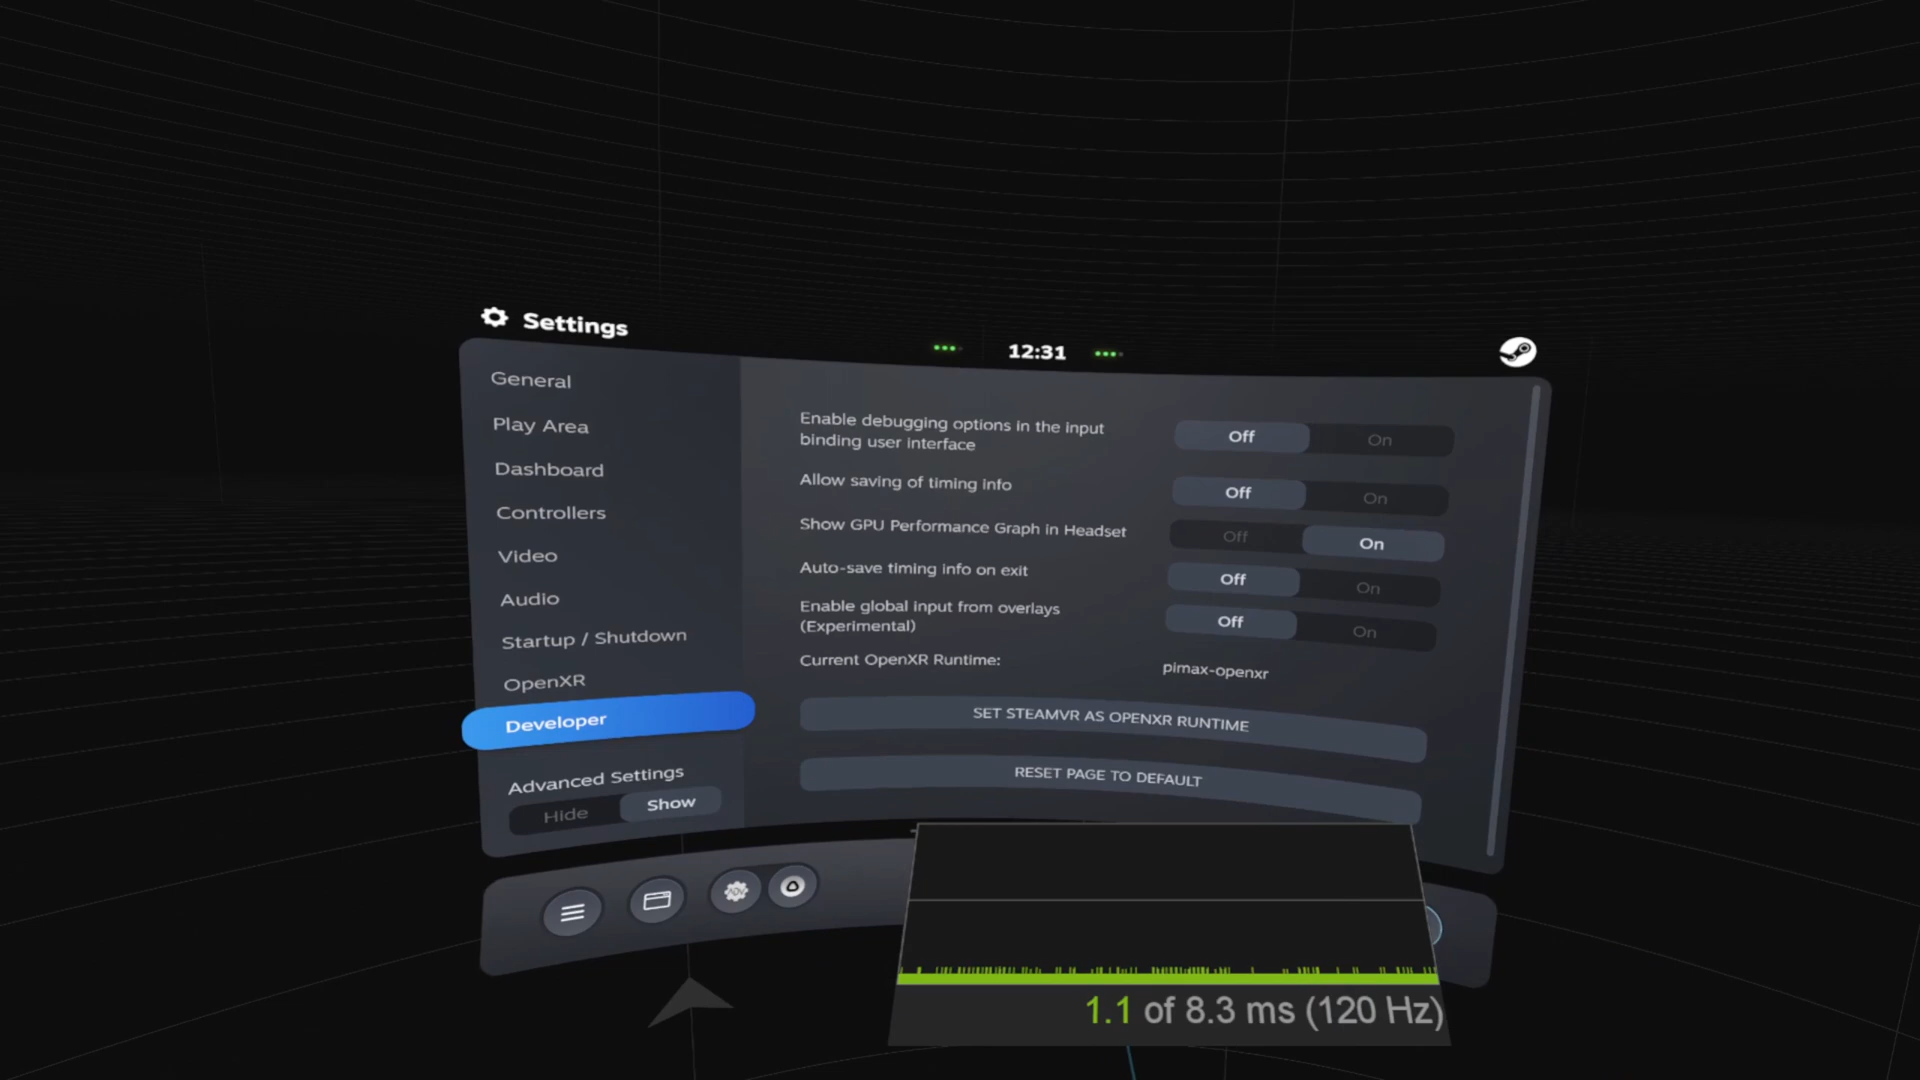 Settings
12:31
General
Play Area
Dashboard
Controllers
Video
Audio
Startup / Shutdown
OpenXR
Developer
Advanced Settings
Hide Show
Enable debugging options in the input
binding user interface
Off On
Allow saving of timing info
Off On
Show GPU Performance Graph in Headset
Off On
Auto-save timing info on exit
Off On
Enable global input from overlays
(Experimental)
Off On
Current OpenXR Runtime:
pimax-openxr
SET STEAMVR AS OPENXR RUNTIME
RESET PAGE TO DEFAULT
ADV
1.1 of 8.3 ms (120 Hz)